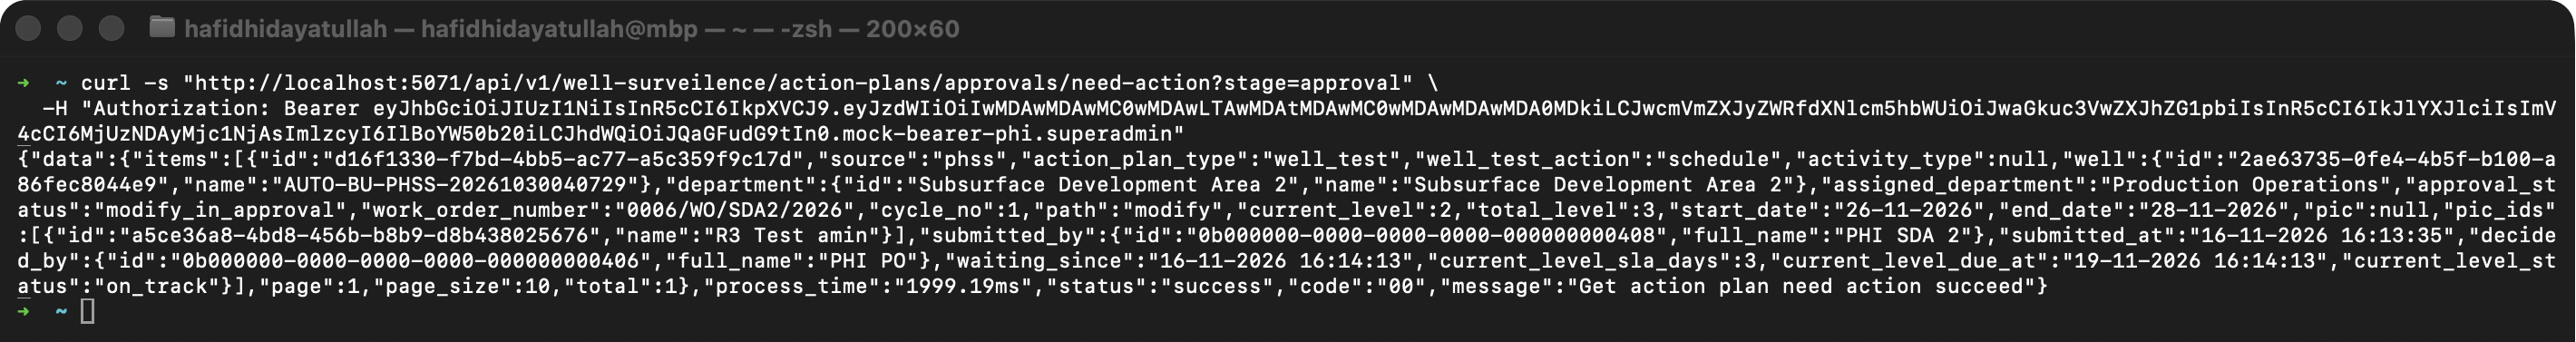 hafidhidayatullah — hafidhidayatullah@mbp — ~ — -zsh — 200×60
➜  ~ curl -s "http://localhost:5071/api/v1/well-surveilence/action-plans/approvals/need-action?stage=approval" \
  -H "Authorization: Bearer eyJhbGciOiJIUzI1NiIsInR5cCI6IkpXVCJ9.eyJzdWIiOiIwMDAwMDAwMC0wMDAwLTAwMDAtMDAwMC0wMDAwMDAwMDA0MDkiLCJwcmVmZXJyZWRfdXNlcm5hbWUiOiJwaGkuc3VwZXJhZG1pbiIsInR5cCI6IkJlYXJlciIsImV
4cCI6MjUzNDAyMjc1NjAsImlzcyI6IlBoYW50b20iLCJhdWQiOiJQaGFudG9tIn0.mock-bearer-phi.superadmin"
{"data":{"items":[{"id":"d16f1330-f7bd-4bb5-ac77-a5c359f9c17d","source":"phss","action_plan_type":"well_test","well_test_action":"schedule","activity_type":null,"well":{"id":"2ae63735-0fe4-4b5f-b100-a
86fec8044e9","name":"AUTO-BU-PHSS-20261030040729"},"department":{"id":"Subsurface Development Area 2","name":"Subsurface Development Area 2"},"assigned_department":"Production Operations","approval_st
atus":"modify_in_approval","work_order_number":"0006/WO/SDA2/2026","cycle_no":1,"path":"modify","current_level":2,"total_level":3,"start_date":"26-11-2026","end_date":"28-11-2026","pic":null,"pic_ids"
:[{"id":"a5ce36a8-4bd8-456b-b8b9-d8b438025676","name":"R3 Test amin"}],"submitted_by":{"id":"0b000000-0000-0000-0000-000000000408","full_name":"PHI SDA 2"},"submitted_at":"16-11-2026 16:13:35","decide
d_by":{"id":"0b000000-0000-0000-0000-000000000406","full_name":"PHI PO"},"waiting_since":"16-11-2026 16:14:13","current_level_sla_days":3,"current_level_due_at":"19-11-2026 16:14:13","current_level_st
atus":"on_track"}],"page":1,"page_size":10,"total":1},"process_time":"1999.19ms","status":"success","code":"00","message":"Get action plan need action succeed"}
➜  ~